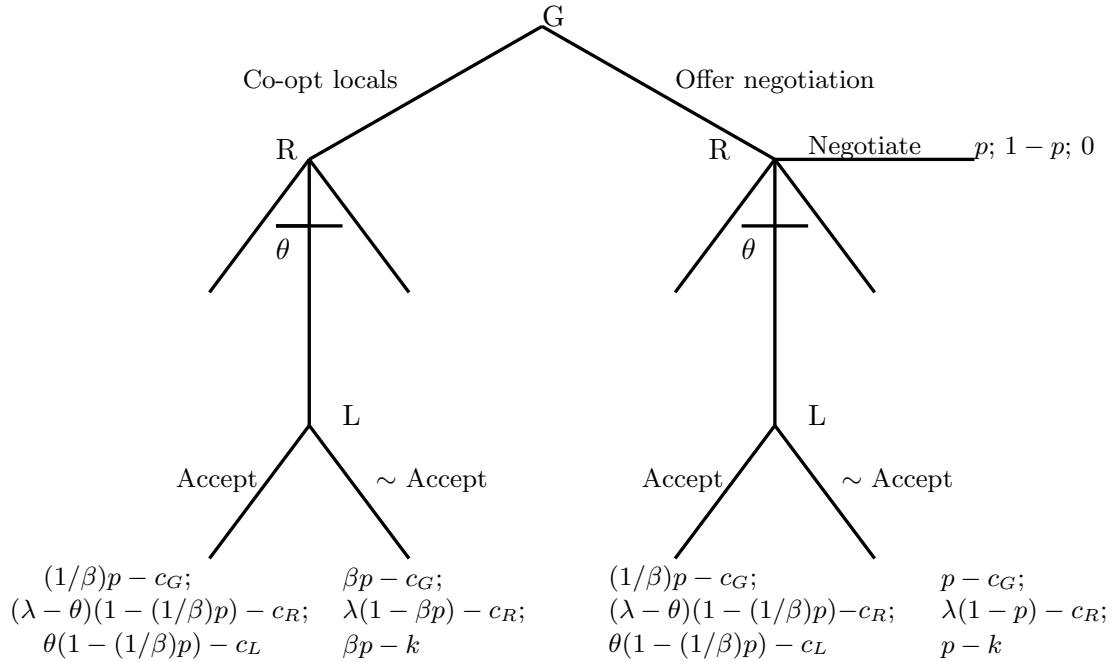 G
Co-opt locals
Offer negotiation
R
R
Negotiate
p; 1 − p; 0
θ
θ
L
L
Accept
∼ Accept
Accept
∼ Accept
(1/β)p − c_G;
βp − c_G;
(1/β)p − c_G;
p − c_G;
(λ − θ)(1 − (1/β)p) − c_R;
λ(1 − βp) − c_R;
(λ − θ)(1 − (1/β)p) − c_R;
λ(1 − p) − c_R;
θ(1 − (1/β)p) − c_L
βp − k
θ(1 − (1/β)p) − c_L
p − k